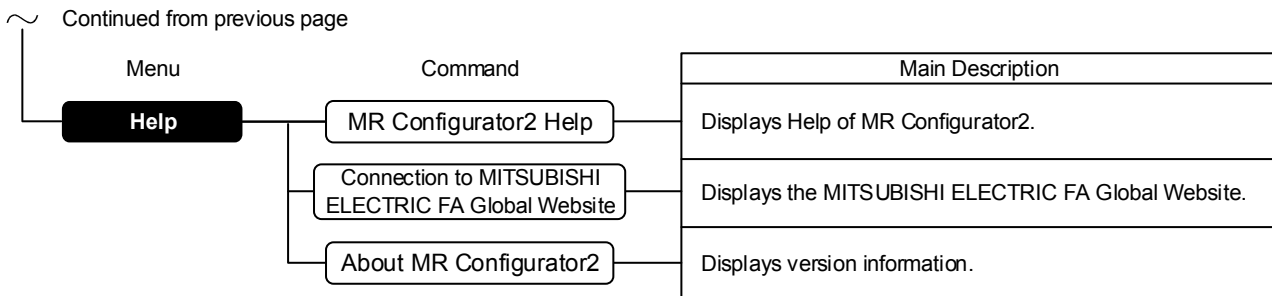 Continued from previous page
Menu
Command
Main Description
Help
MR Configurator2 Help
Displays Help of MR Configurator2.
Connection to MITSUBISHI
ELECTRIC FA Global Website
Displays the MITSUBISHI ELECTRIC FA Global Website.
About MR Configurator2
Displays version information.